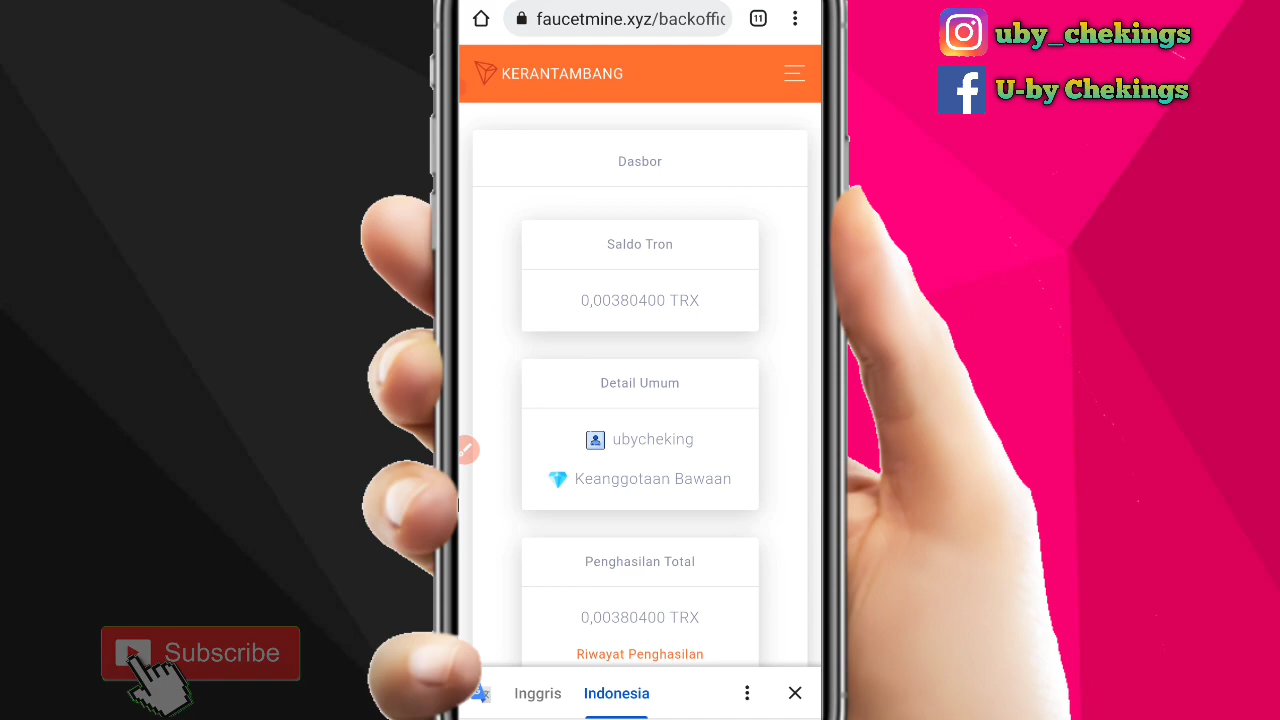 faucetmine.xyz/backoffic
11
uby_chekings
KERANTAMBANG
U-by Chekings
Dasbor
Saldo Tron
0,00380400 TRX
Detail Umum
ubycheking
Keanggotaan Bawaan
Penghasilan Total
0,00380400 TRX
Riwayat Penghasilan
Subscribe
Inggris Indonesia